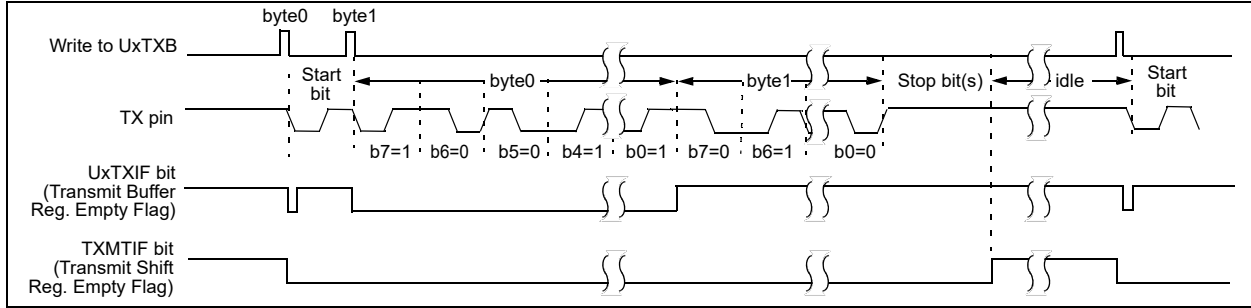 byte0 byte1
Write to UxTXB
Start
bit
byte0
byte1
Stop bit(s)
idle
Start
bit
TX pin
b7=1 b6=0 b5=0 b4=1 b0=1 b7=0 b6=1 b0=0
UxTXIF bit
(Transmit Buffer
Reg. Empty Flag)
TXMTIF bit
(Transmit Shift
Reg. Empty Flag)